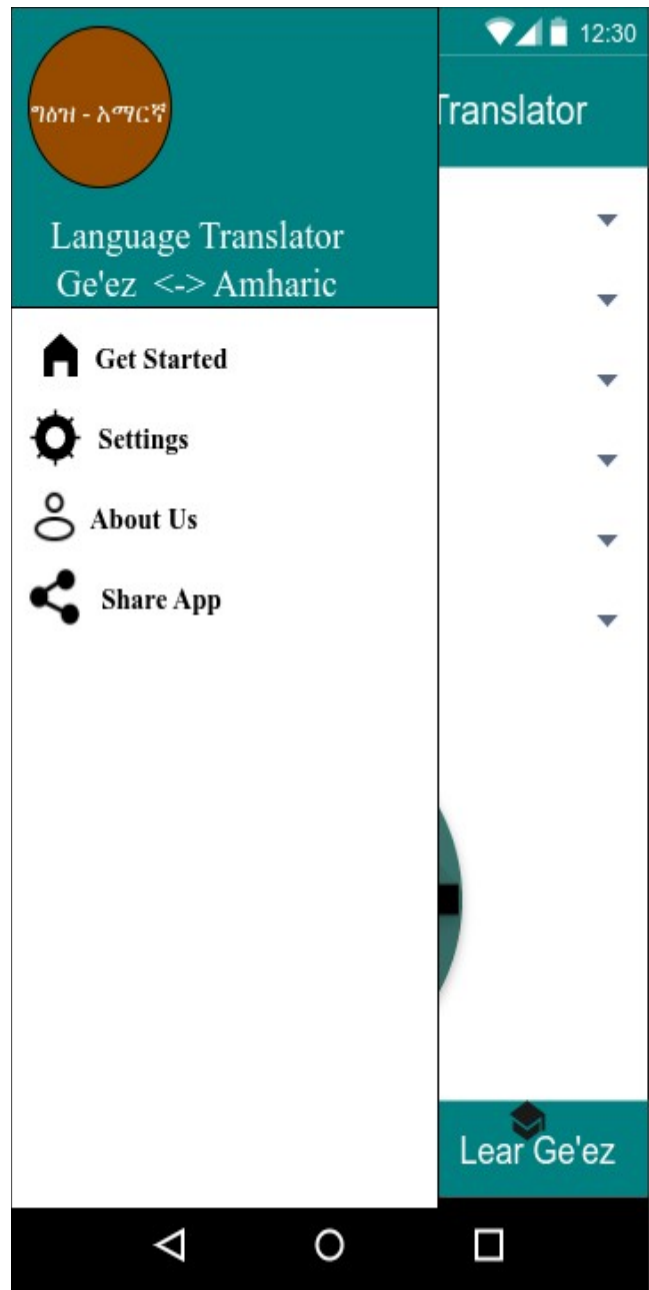 12:30
Translator
ግዕዝ - አማርኛ
Language Translator
Ge'ez <-> Amharic
Get Started
Settings
About Us
Share App
Lear Ge'ez